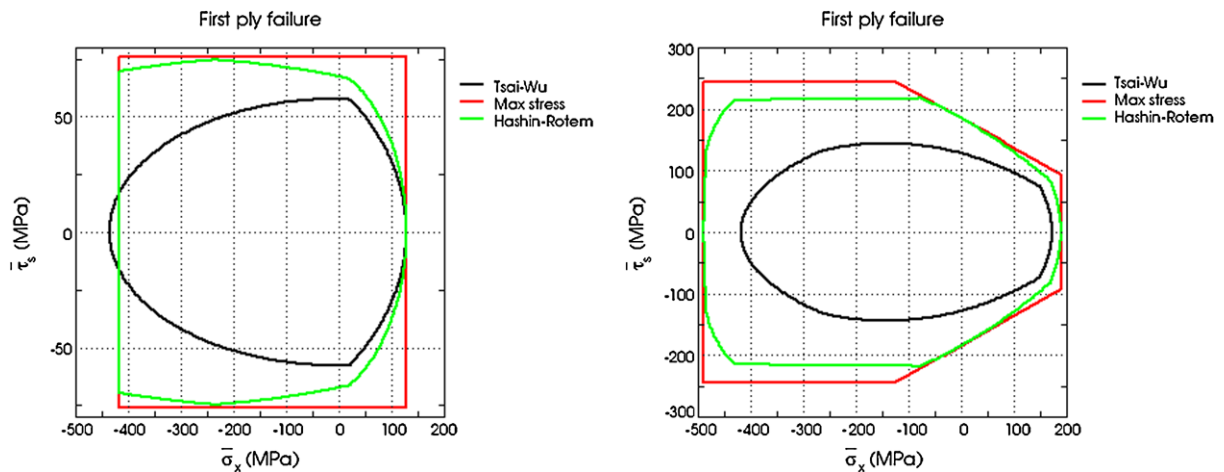 First ply failure
50
0
-50
-500 -400 -300 -200 -100 0 100 200
τ̄s (MPa)
σ̄x (MPa)
Tsai-Wu
Max stress
Hashin-Rotem
First ply failure
300
200
100
0
-100
-200
-300
-500 -400 -300 -200 -100 0 100 200
τ̄s (MPa)
σ̄x (MPa)
Tsai-Wu
Max stress
Hashin-Rotem